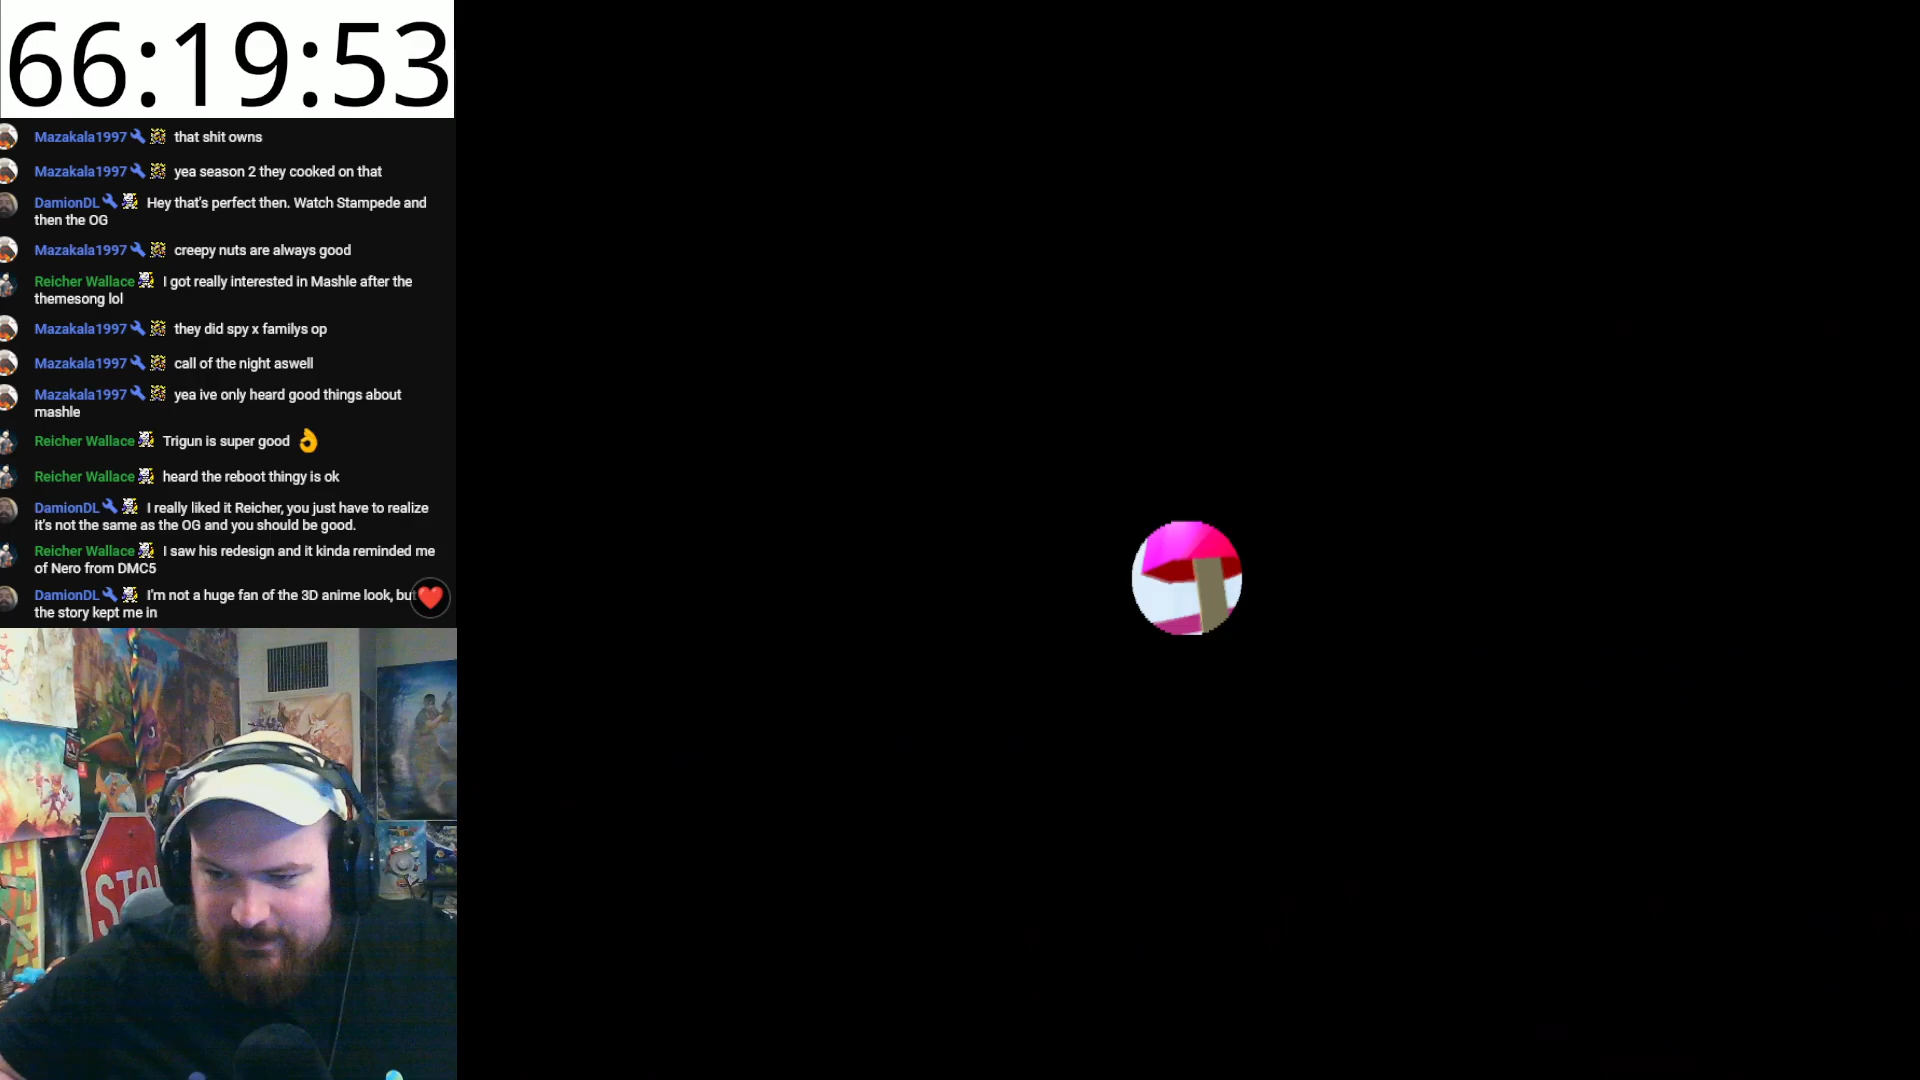 66:19:53
Mazakala1997 that shit owns
Mazakala1997 yea season 2 they cooked on that
DamionDL Hey that's perfect then. Watch Stampede and
then the OG
Mazakala1997 creepy nuts are always good
Reicher Wallace I got really interested in Mashle after the
themesong lol
Mazakala1997 they did spy x familys op
Mazakala1997 call of the night aswell
Mazakala1997 yea ive only heard good things about
mashle
Reicher Wallace Trigun is super good 👌
Reicher Wallace heard the reboot thingy is ok
DamionDL I really liked it Reicher, you just have to realize
it's not the same as the OG and you should be good.
Reicher Wallace I saw his redesign and it kinda reminded me
of Nero from DMC5
DamionDL I'm not a huge fan of the 3D anime look, but
the story kept me in
STO